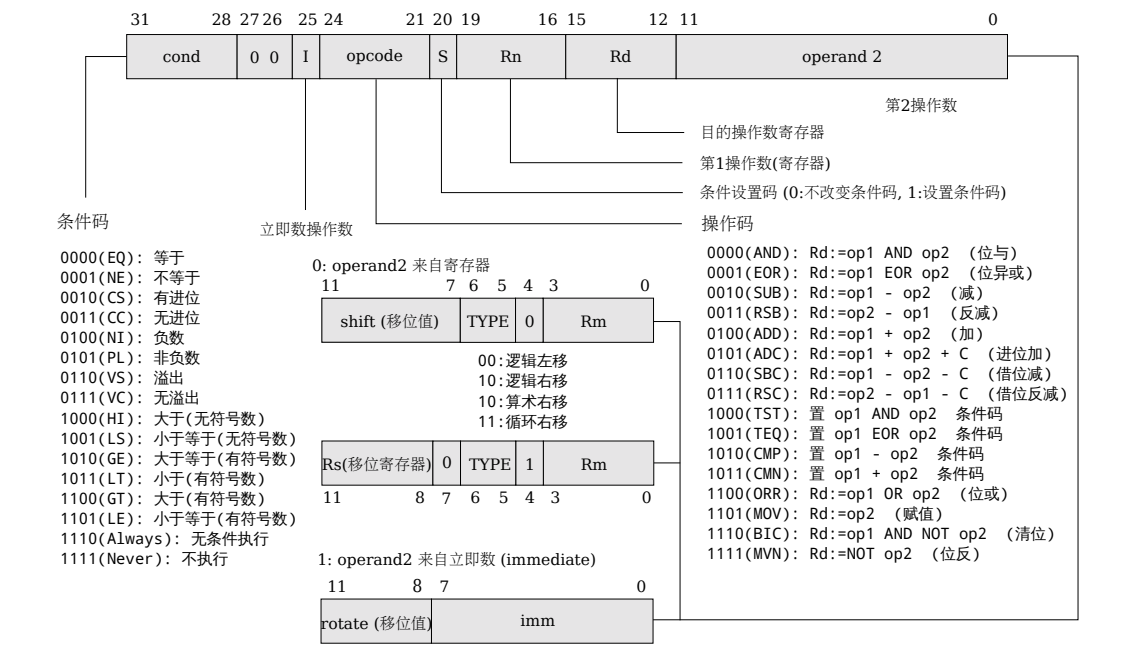 31 28 27 26 25 24 21 20 19 16 15 12 11 0
cond 0 0 I opcode S Rn Rd operand 2
第2操作数
目的操作数寄存器
第1操作数(寄存器)
条件设置码 (0:不改变条件码, 1:设置条件码)
操作码
条件码
立即数操作数
0000(EQ): 等于
0001(NE): 不等于
0010(CS): 有进位
0011(CC): 无进位
0100(NI): 负数
0101(PL): 非负数
0110(VS): 溢出
0111(VC): 无溢出
1000(HI): 大于(无符号数)
1001(LS): 小于等于(无符号数)
1010(GE): 大于等于(有符号数)
1011(LT): 小于(有符号数)
1100(GT): 大于(有符号数)
1101(LE): 小于等于(有符号数)
1110(Always): 无条件执行
1111(Never): 不执行
0: operand2 来自寄存器
11 7 6 5 4 3 0
shift (移位值) TYPE 0 Rm
00:逻辑左移
10:逻辑右移
10:算术右移
11:循环右移
Rs(移位寄存器) 0 TYPE 1 Rm
11 8 7 6 5 4 3 0
1: operand2 来自立即数 (immediate)
11 8 7 0
rotate (移位值) imm
0000(AND): Rd:=op1 AND op2 (位与)
0001(EOR): Rd:=op1 EOR op2 (位异或)
0010(SUB): Rd:=op1 - op2 (减)
0011(RSB): Rd:=op2 - op1 (反减)
0100(ADD): Rd:=op1 + op2 (加)
0101(ADC): Rd:=op1 + op2 + C (进位加)
0110(SBC): Rd:=op1 - op2 - C (借位减)
0111(RSC): Rd:=op2 - op1 - C (借位反减)
1000(TST): 置 op1 AND op2 条件码
1001(TEQ): 置 op1 EOR op2 条件码
1010(CMP): 置 op1 - op2 条件码
1011(CMN): 置 op1 + op2 条件码
1100(ORR): Rd:=op1 OR op2 (位或)
1101(MOV): Rd:=op2 (赋值)
1110(BIC): Rd:=op1 AND NOT op2 (清位)
1111(MVN): Rd:=NOT op2 (位反)